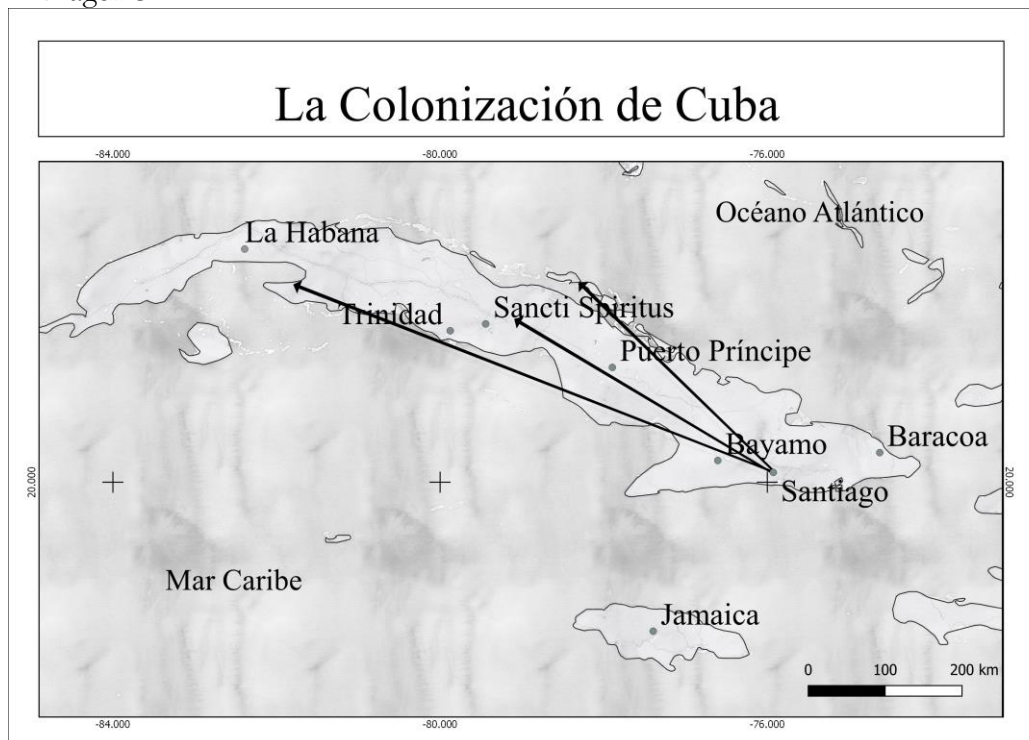 La Colonización de Cuba
-84.000 -80.000 -76.000
Océano Atlántico
La Habana
Trinidad
Sancti Spiritus
Puerto Príncipe
Bayamo
Baracoa
20.000 20.000
Santiago
Mar Caribe
Jamaica
0 100 200 km
-84.000 -80.000 -76.000